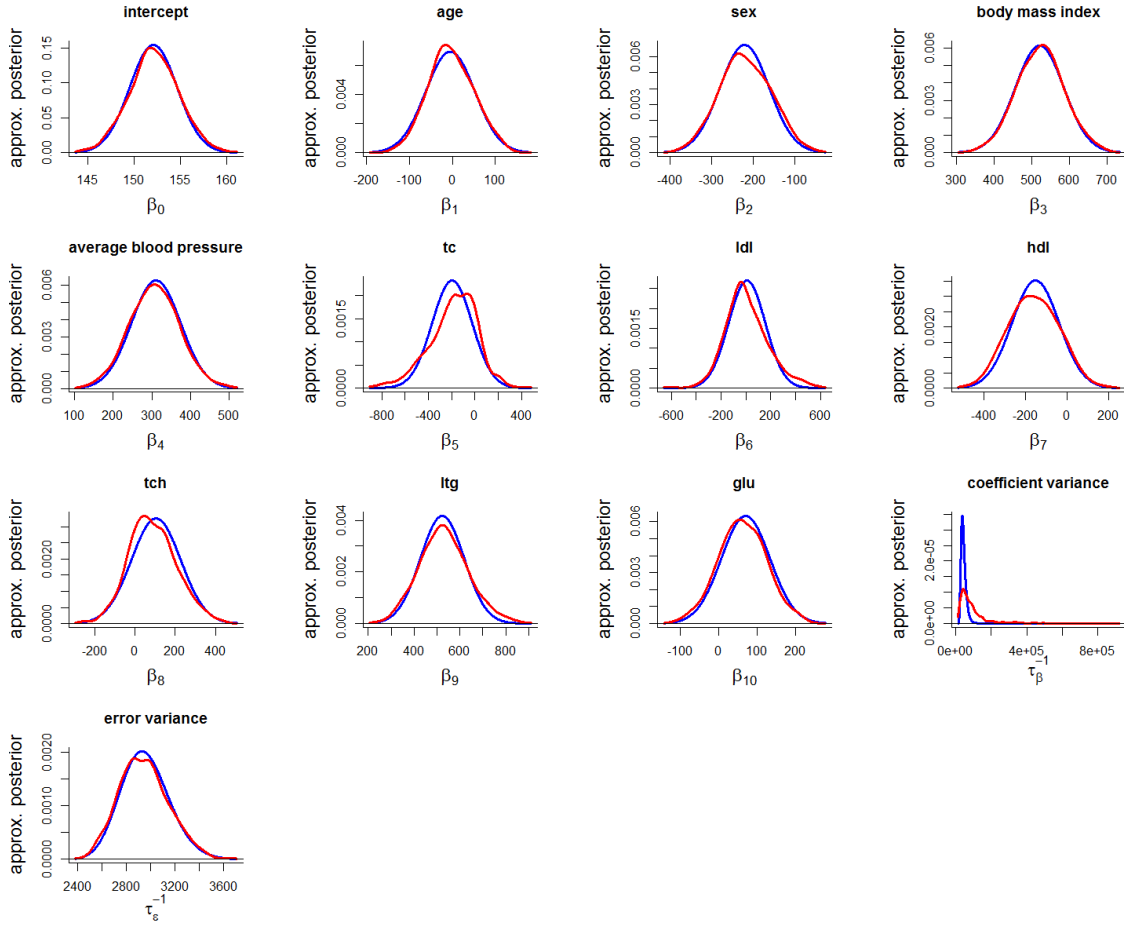 intercept
approx. posterior
0.00 0.05 0.10 0.15
145 150 155 160
β0
age
approx. posterior
0.000 0.002 0.004 0.006
-200 -100 0 100
β1
sex
approx. posterior
0.000 0.003 0.006
-400 -300 -200 -100
β2
body mass index
approx. posterior
0.000 0.003 0.006
300 400 500 600 700
β3
average blood pressure
approx. posterior
0.000 0.003 0.006
100 200 300 400 500
β4
tc
approx. posterior
0.0000 0.0015
-800 -400 0 400
β5
ldl
approx. posterior
0.0000 0.0015
-600 -200 200 600
β6
hdl
approx. posterior
0.0000 0.0020
-400 -200 0 200
β7
tch
approx. posterior
0.0000 0.0020
-200 0 200 400
β8
ltg
approx. posterior
0.000 0.002 0.004
200 400 600 800
β9
glu
approx. posterior
0.000 0.003 0.006
-100 0 100 200
β10
coefficient variance
approx. posterior
0.0e+00 2.0e-05
0e+00 4e+05 8e+05
τβ-1
error variance
approx. posterior
0.0000 0.0010 0.0020
2400 2800 3200 3600
τε-1